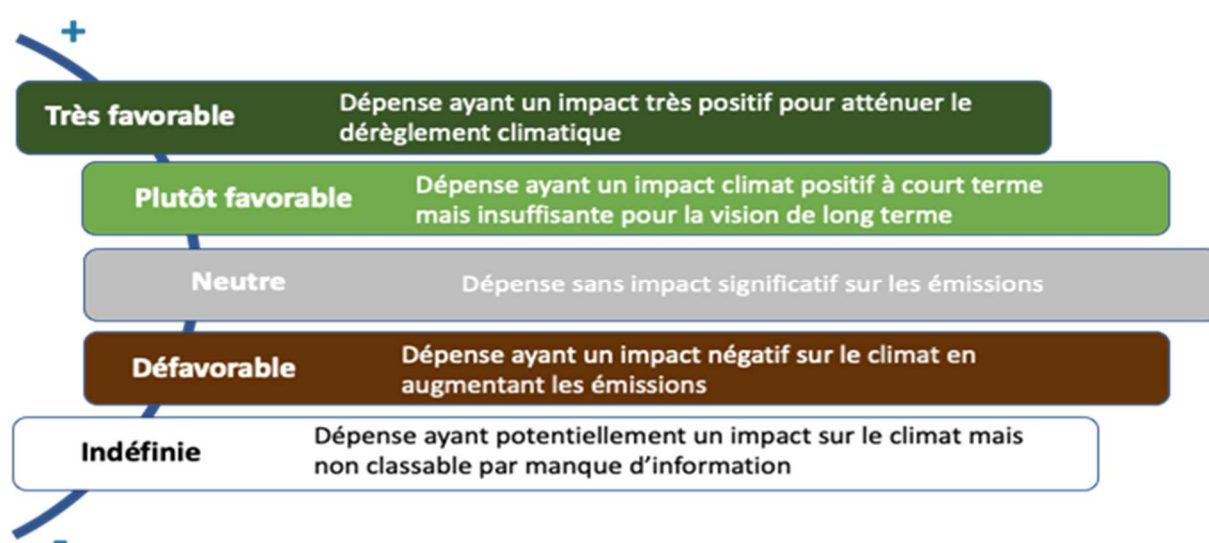 +
Très favorable
Dépense ayant un impact très positif pour atténuer le
dérèglement climatique
Plutôt favorable
Dépense ayant un impact climat positif à court terme
mais insuffisante pour la vision de long terme
Neutre
Dépense sans impact significatif sur les émissions
Défavorable
Dépense ayant un impact négatif sur le climat en
augmentant les émissions
Indéfinie
Dépense ayant potentiellement un impact sur le climat mais
non classable par manque d’information